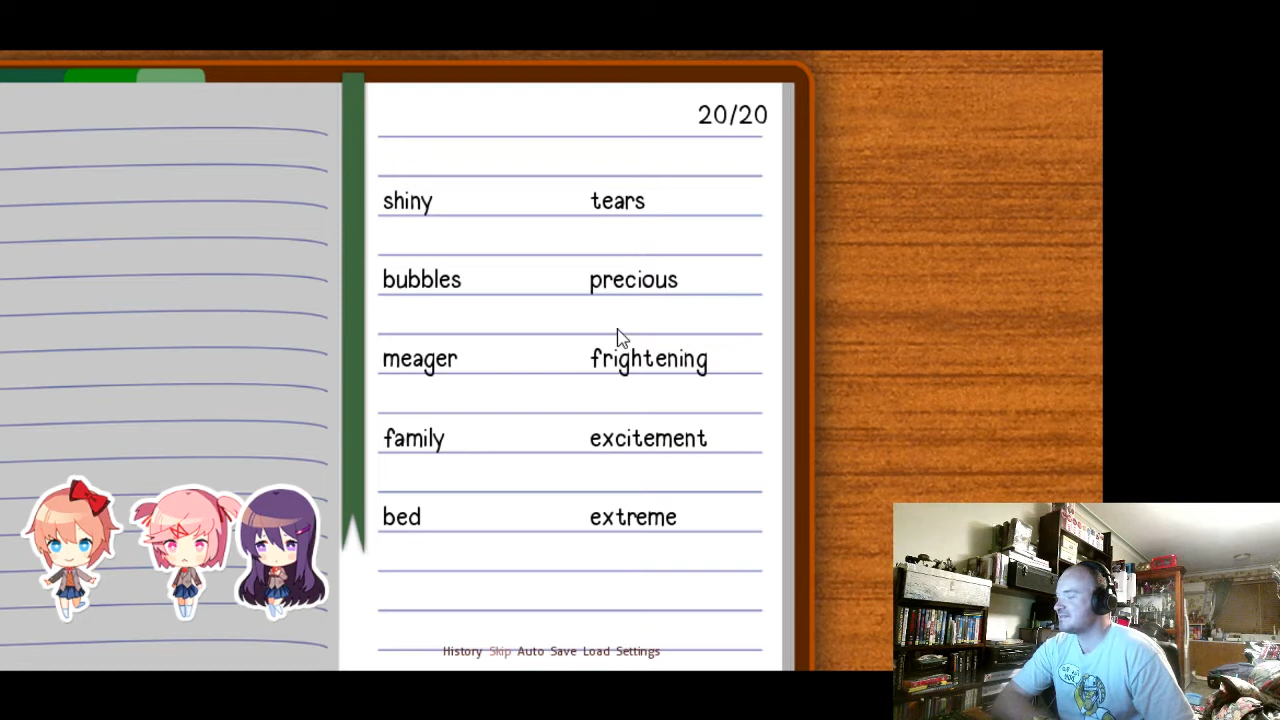 20/20
shiny tears
bubbles precious
meager frightening
family excitement
bed extreme
History Skip Auto Save Load Settings